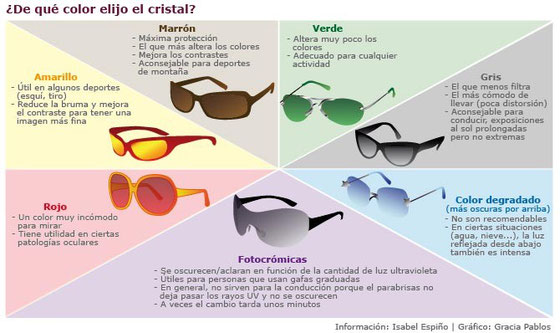 ¿De qué color elijo el cristal?
Marrón
- Máxima protección
- El que más altera los colores
- Mejora los contrastes
- Aconsejable para deportes
de montaña
Verde
- Altera muy poco los
colores
- Adecuado para cualquier
actividad
Amarillo
- Útil en algunos deportes
(esquí, tiro)
- Reduce la bruma y mejora
el contraste para tener una
imagen más fina
Gris
- El que menos filtra
- El más cómodo de
llevar (poca distorsión)
- Aconsejable para
conducir, exposiciones
al sol prolongadas
pero no extremas
Rojo
- Un color muy incómodo
para mirar
- Tiene utilidad en ciertas
patologías oculares
Color degradado
(más oscuras por arriba)
- No son recomendables
- En ciertas situaciones
(agua, nieve...), la luz
reflejada desde abajo
también es intensa
Fotocrómicas
- Se oscurecen/aclaran en función de la cantidad de luz ultravioleta
- Útiles para personas que usan gafas graduadas
- En general, no sirven para la conducción porque el parabrisas no
deja pasar los rayos UV y no se oscurecen
- A veces el cambio tarda unos minutos
Información: Isabel Espiño | Gráfico: Gracia Pablos